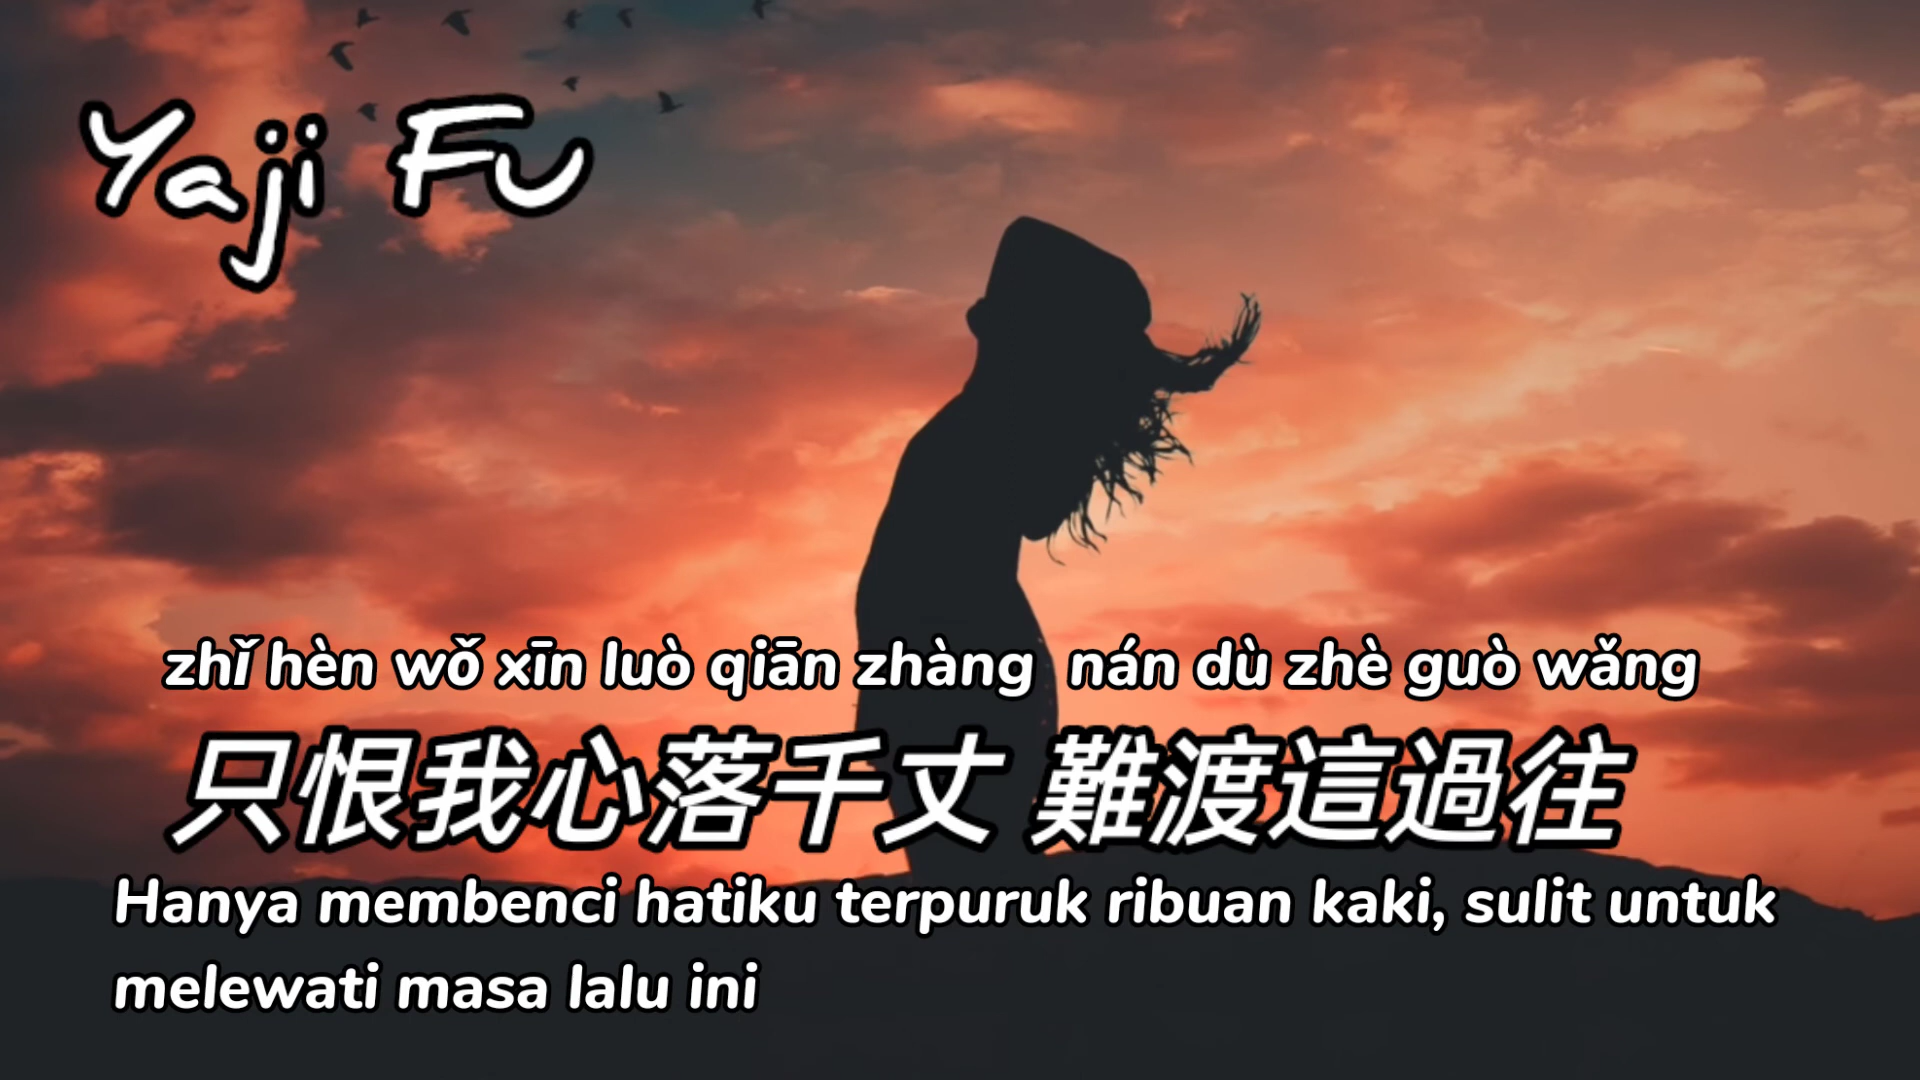 Yaji Fu
zhǐ hèn wǒ xīn luò qiān zhàng nán dù zhè guò wǎng
只恨我心落千丈 難渡這過往
Hanya membenci hatiku terpuruk ribuan kaki, sulit untuk
melewati masa lalu ini